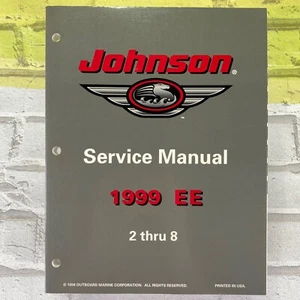 Johnson®
Service Manual
1999 EE
2 thru 8
© 1998 OUTBOARD MARINE CORPORATION. ALL RIGHTS RESERVED. PRINTED IN USA.